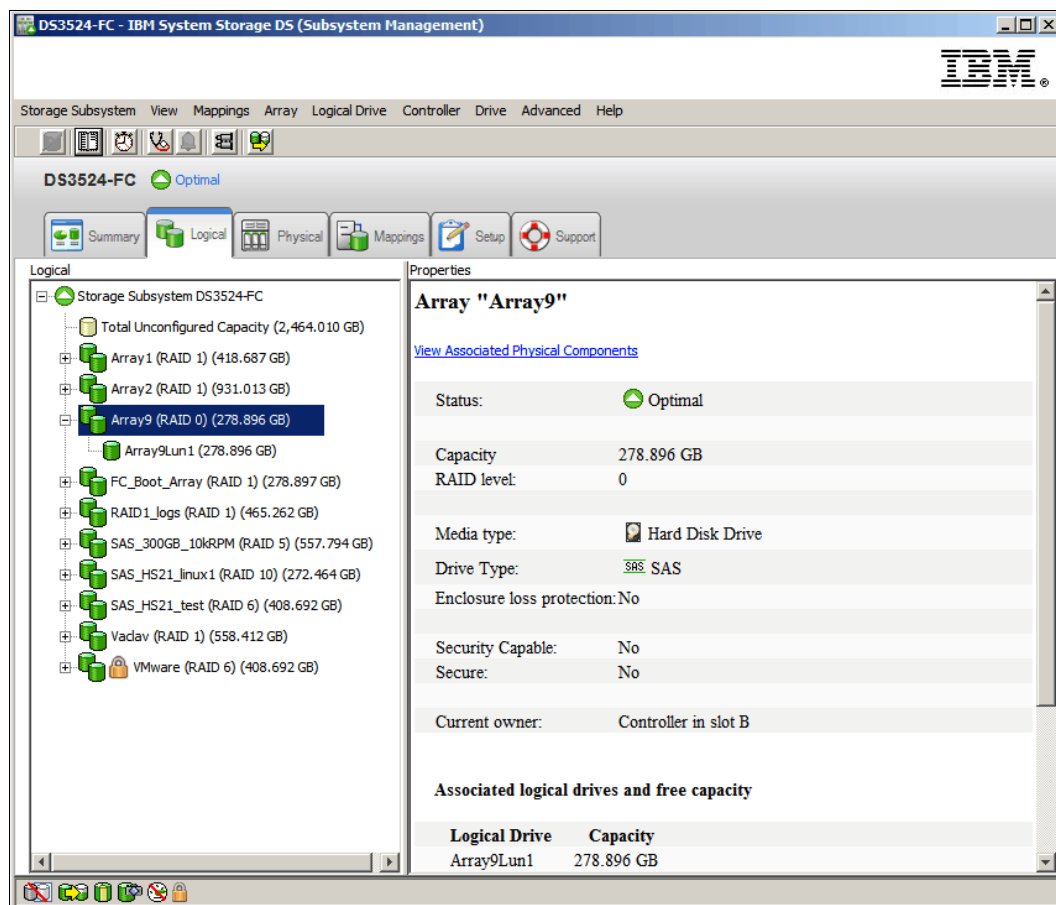 DS3524-FC - IBM System Storage DS (Subsystem Management)
IBM®
Storage Subsystem View Mappings Array Logical Drive Controller Drive Advanced Help
DS3524-FC Optimal
Summary Logical Physical Mappings Setup Support
Logical
Storage Subsystem DS3524-FC
Total Unconfigured Capacity (2,464.010 GB)
Array1 (RAID 1) (418.687 GB)
Array2 (RAID 1) (931.013 GB)
Array9 (RAID 0) (278.896 GB)
Array9Lun1 (278.896 GB)
FC_Boot_Array (RAID 1) (278.897 GB)
RAID1_logs (RAID 1) (465.262 GB)
SAS_300GB_10kRPM (RAID 5) (557.794 GB)
SAS_HS21_linux1 (RAID 10) (272.464 GB)
SAS_HS21_test (RAID 6) (408.692 GB)
Vaclav (RAID 1) (558.412 GB)
VMware (RAID 6) (408.692 GB)
Properties
Array "Array9"
View Associated Physical Components
Status: Optimal
Capacity 278.896 GB
RAID level: 0
Media type: Hard Disk Drive
Drive Type: SAS SAS
Enclosure loss protection: No
Security Capable: No
Secure: No
Current owner: Controller in slot B
Associated logical drives and free capacity
Logical Drive Capacity
Array9Lun1 278.896 GB